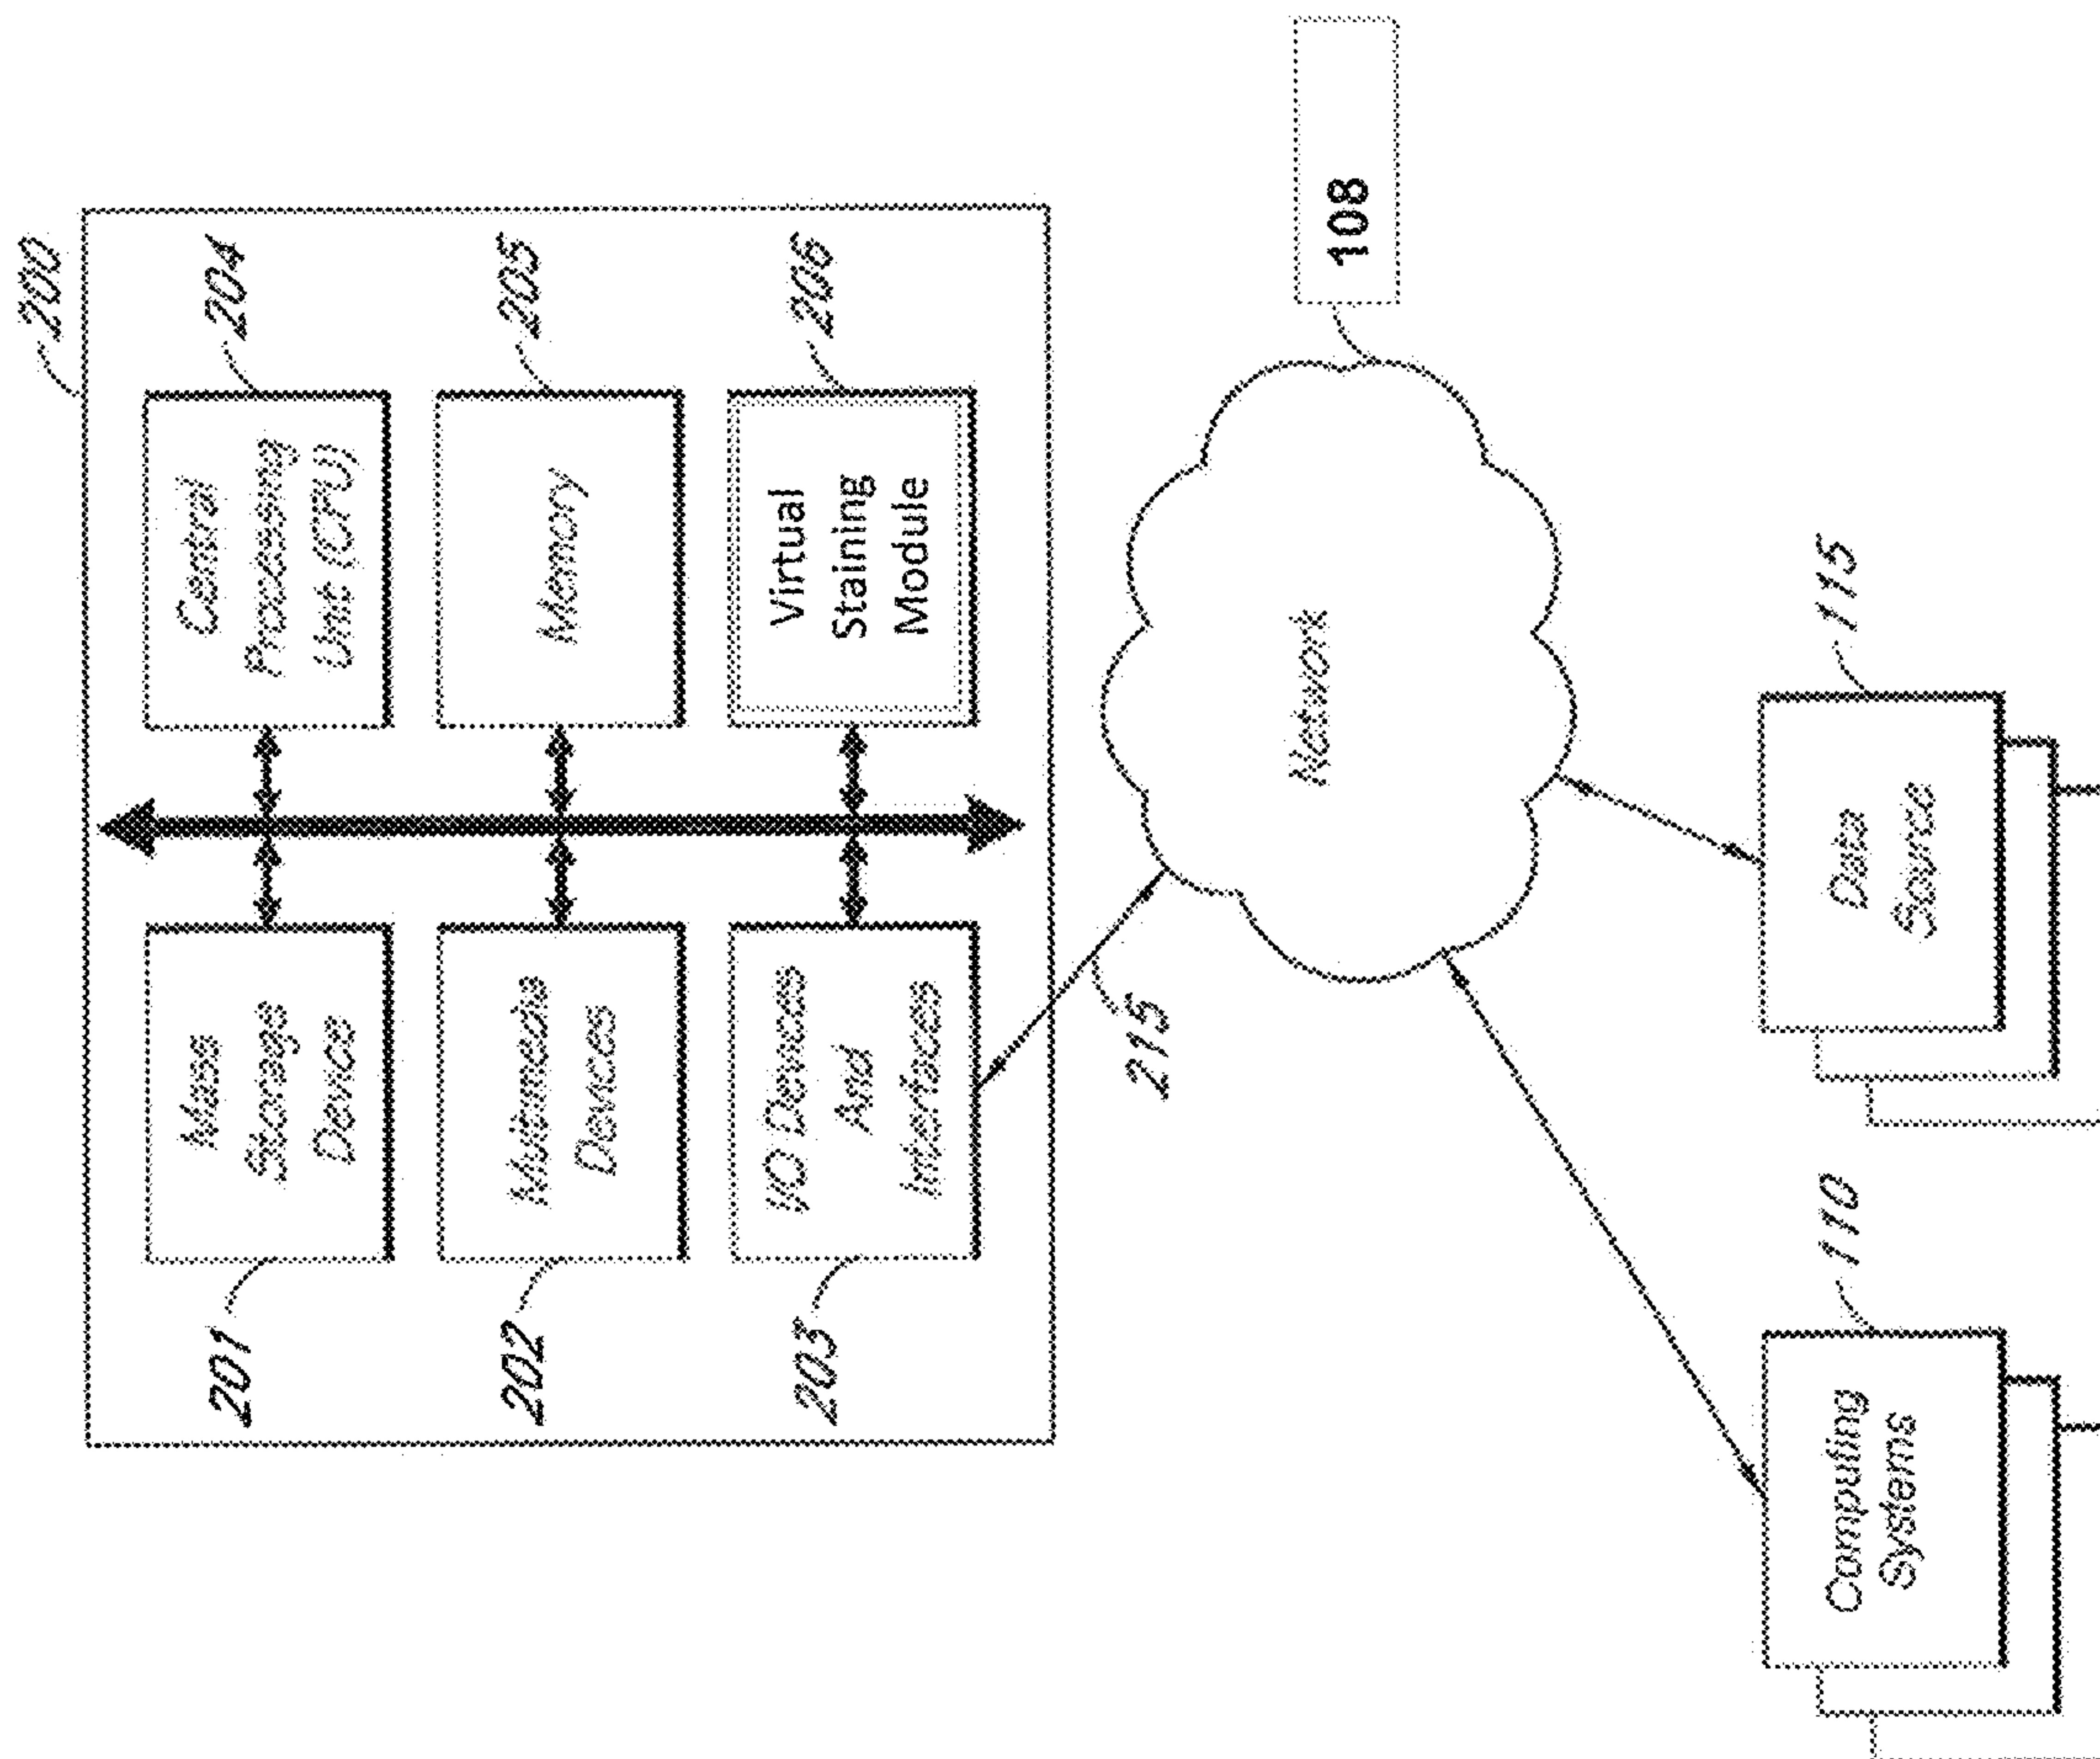 200
201
Mass
Storage
Device
Central
Processing
Unit (CPU)
204
202
Multimedia
Devices
Memory
205
203
I/O Devices
And
Interfaces
Virtual
Staining
Module
206
215
Network
108
110
Computing
Systems
115
Data
Source